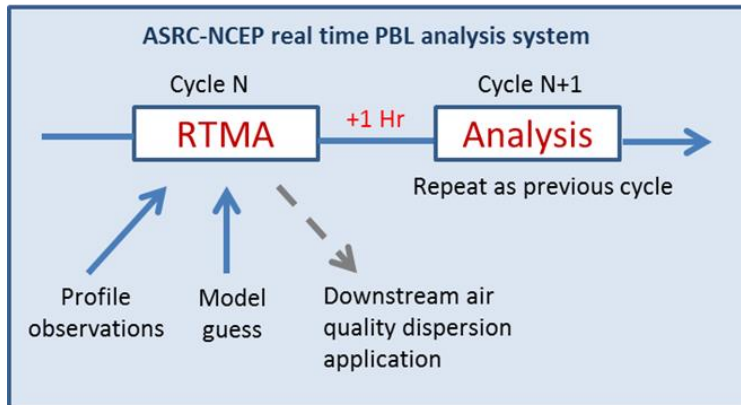 ASRC-NCEP real time PBL analysis system
Cycle N
Cycle N+1
RTMA
+1 Hr
Analysis
Repeat as previous cycle
Profile
observations
Model
guess
Downstream air
quality dispersion
application